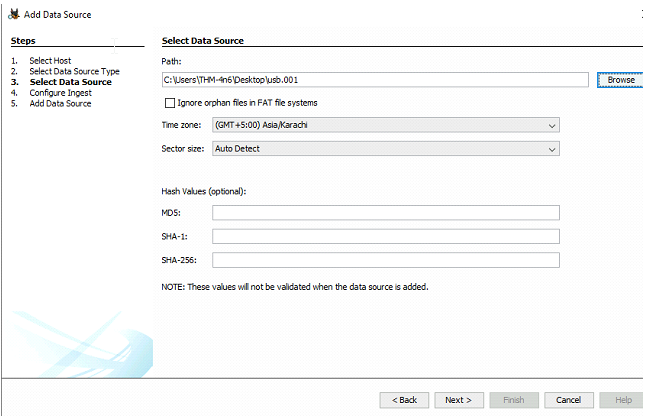 Add Data Source
Steps
1. Select Host
2. Select Data Source Type
3. Select Data Source
4. Configure Ingest
5. Add Data Source
Select Data Source
Path:
C:\Users\THM-4n6\Desktop\usb.001
Browse
Ignore orphan files in FAT file systems
Time zone: (GMT+5:00) Asia/Karachi
Sector size: Auto Detect
Hash Values (optional):
MD5:
SHA-1:
SHA-256:
NOTE: These values will not be validated when the data source is added.
< Back Next > Finish Cancel Help